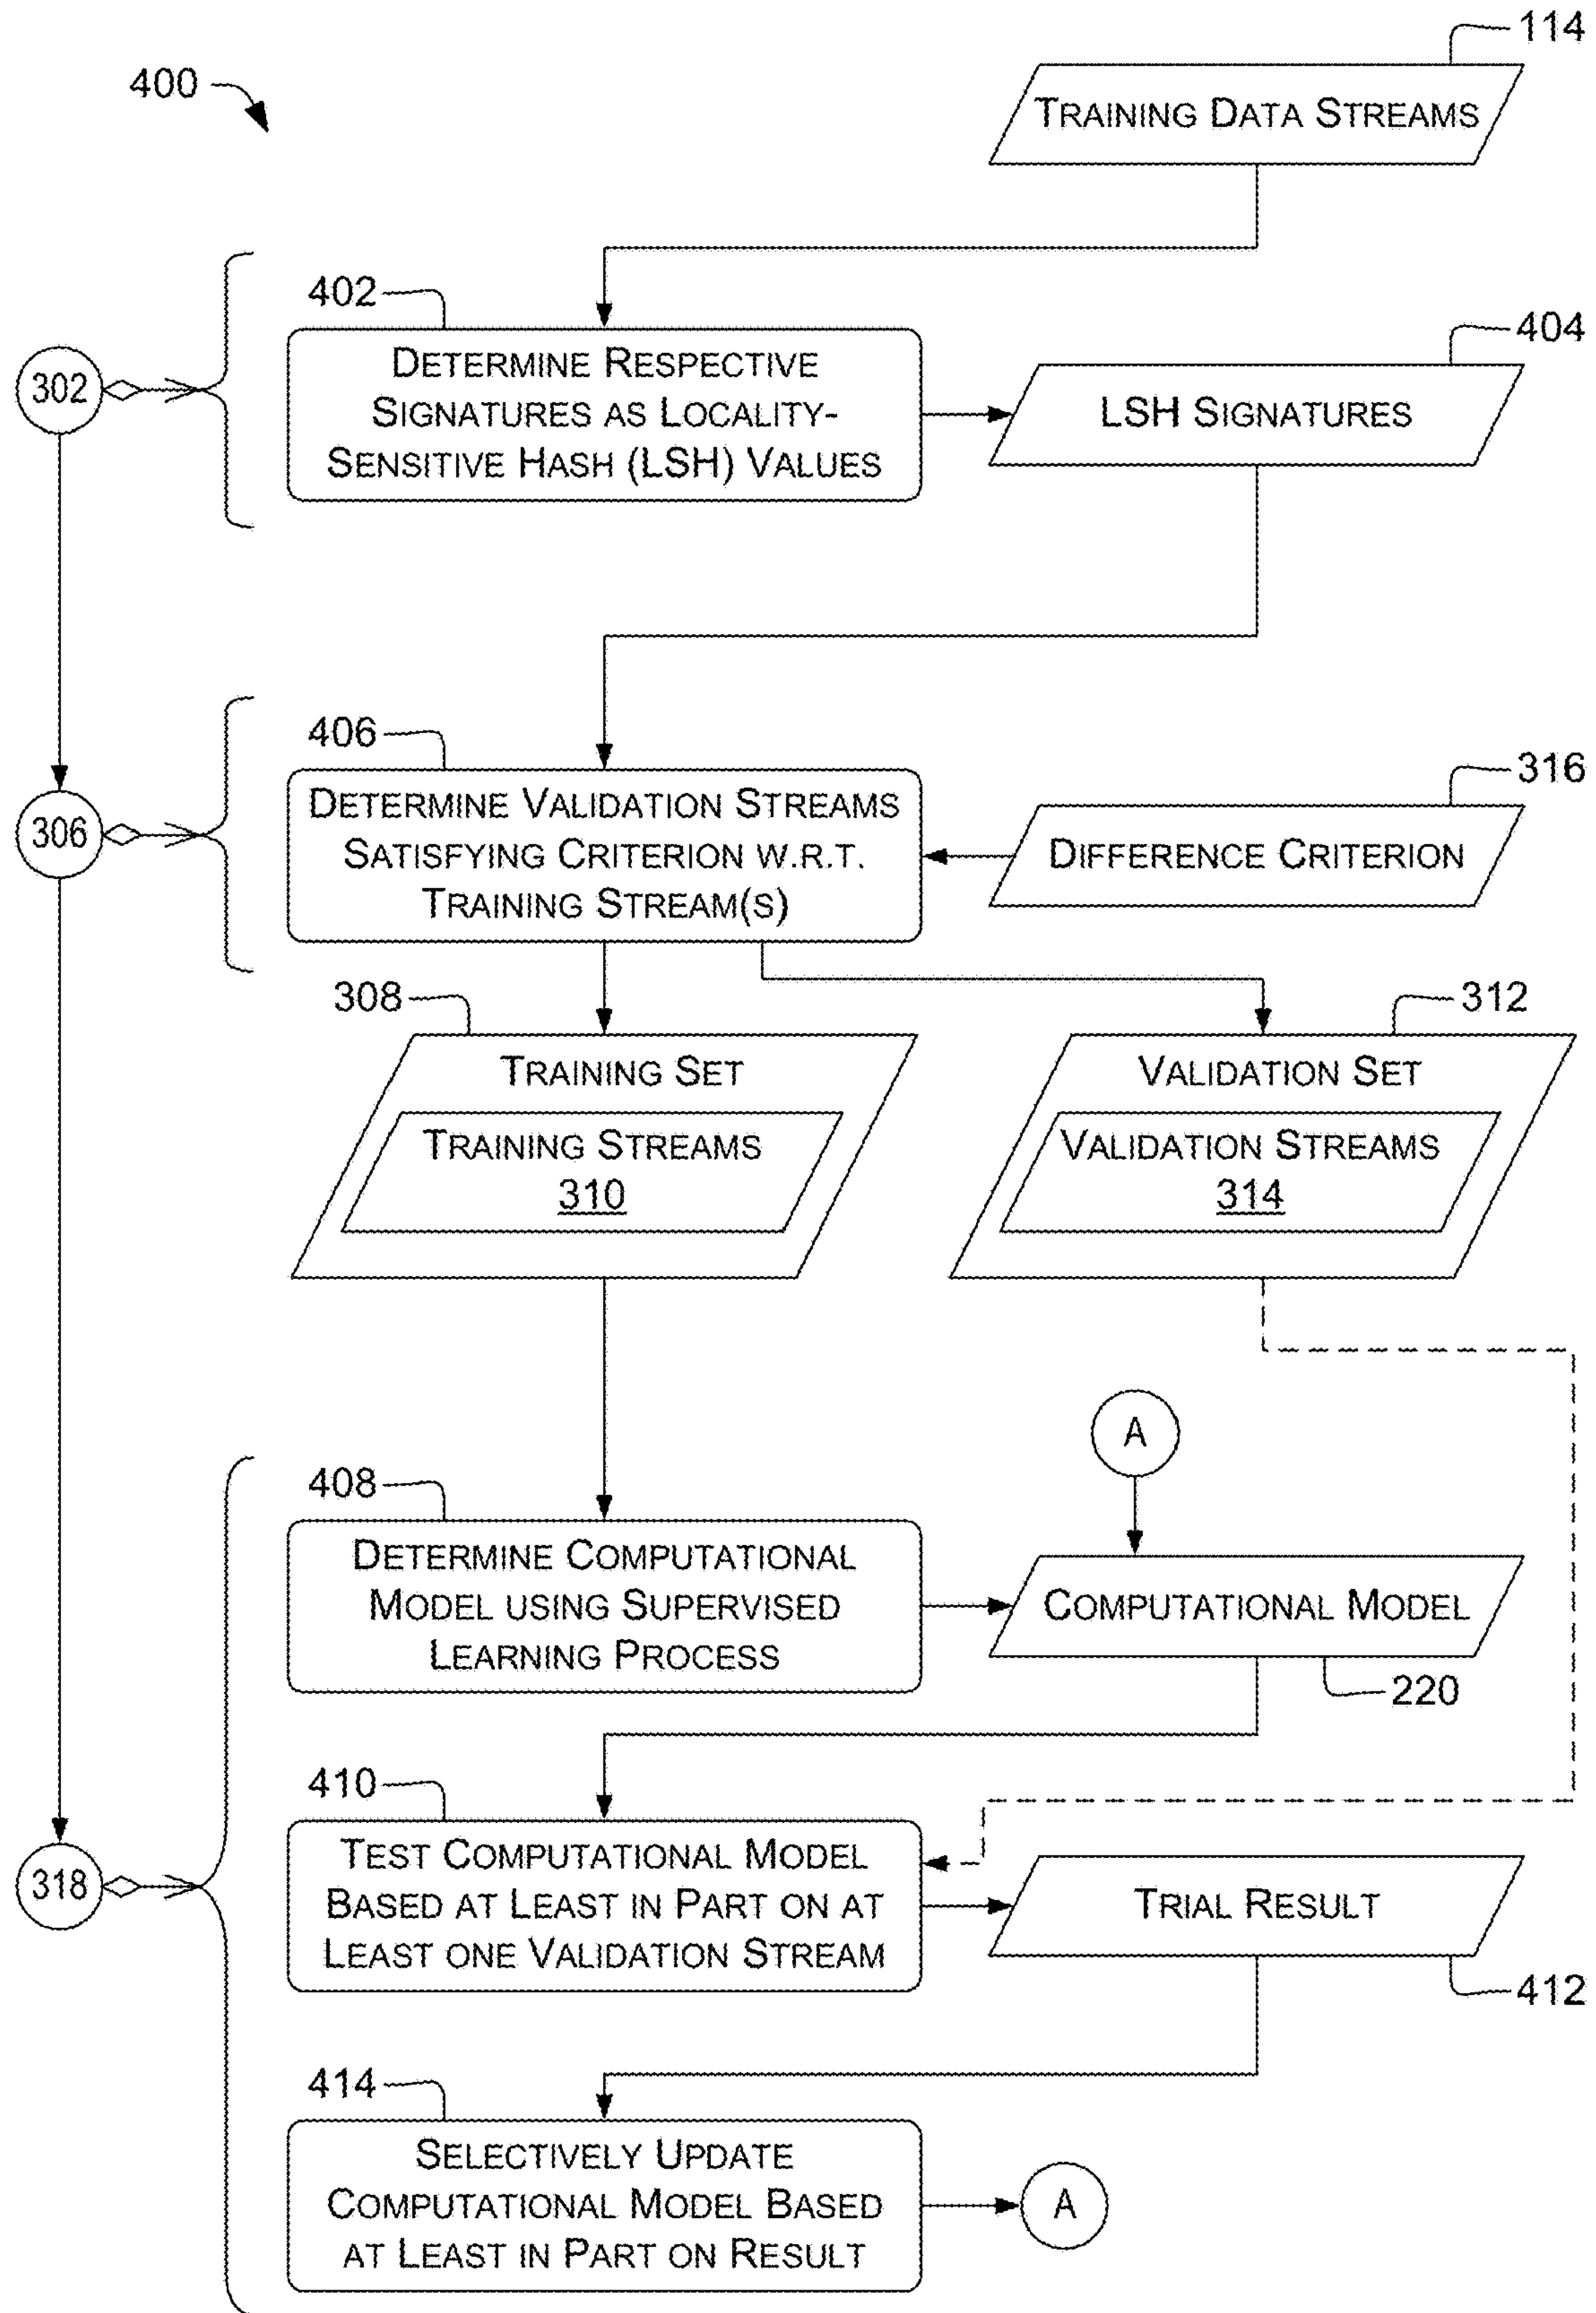 114
400
TRAINING DATA STREAMS
402
404
302
DETERMINE RESPECTIVE
SIGNATURES AS LOCALITY-
SENSITIVE HASH (LSH) VALUES
LSH SIGNATURES
406
316
306
DETERMINE VALIDATION STREAMS
SATISFYING CRITERION W.R.T.
TRAINING STREAM(S)
DIFFERENCE CRITERION
308
312
TRAINING SET
TRAINING STREAMS
310
VALIDATION SET
VALIDATION STREAMS
314
A
408
DETERMINE COMPUTATIONAL
MODEL USING SUPERVISED
LEARNING PROCESS
COMPUTATIONAL MODEL
220
410
318
TEST COMPUTATIONAL MODEL
BASED AT LEAST IN PART ON AT
LEAST ONE VALIDATION STREAM
TRIAL RESULT
412
414
SELECTIVELY UPDATE
COMPUTATIONAL MODEL BASED
AT LEAST IN PART ON RESULT
A